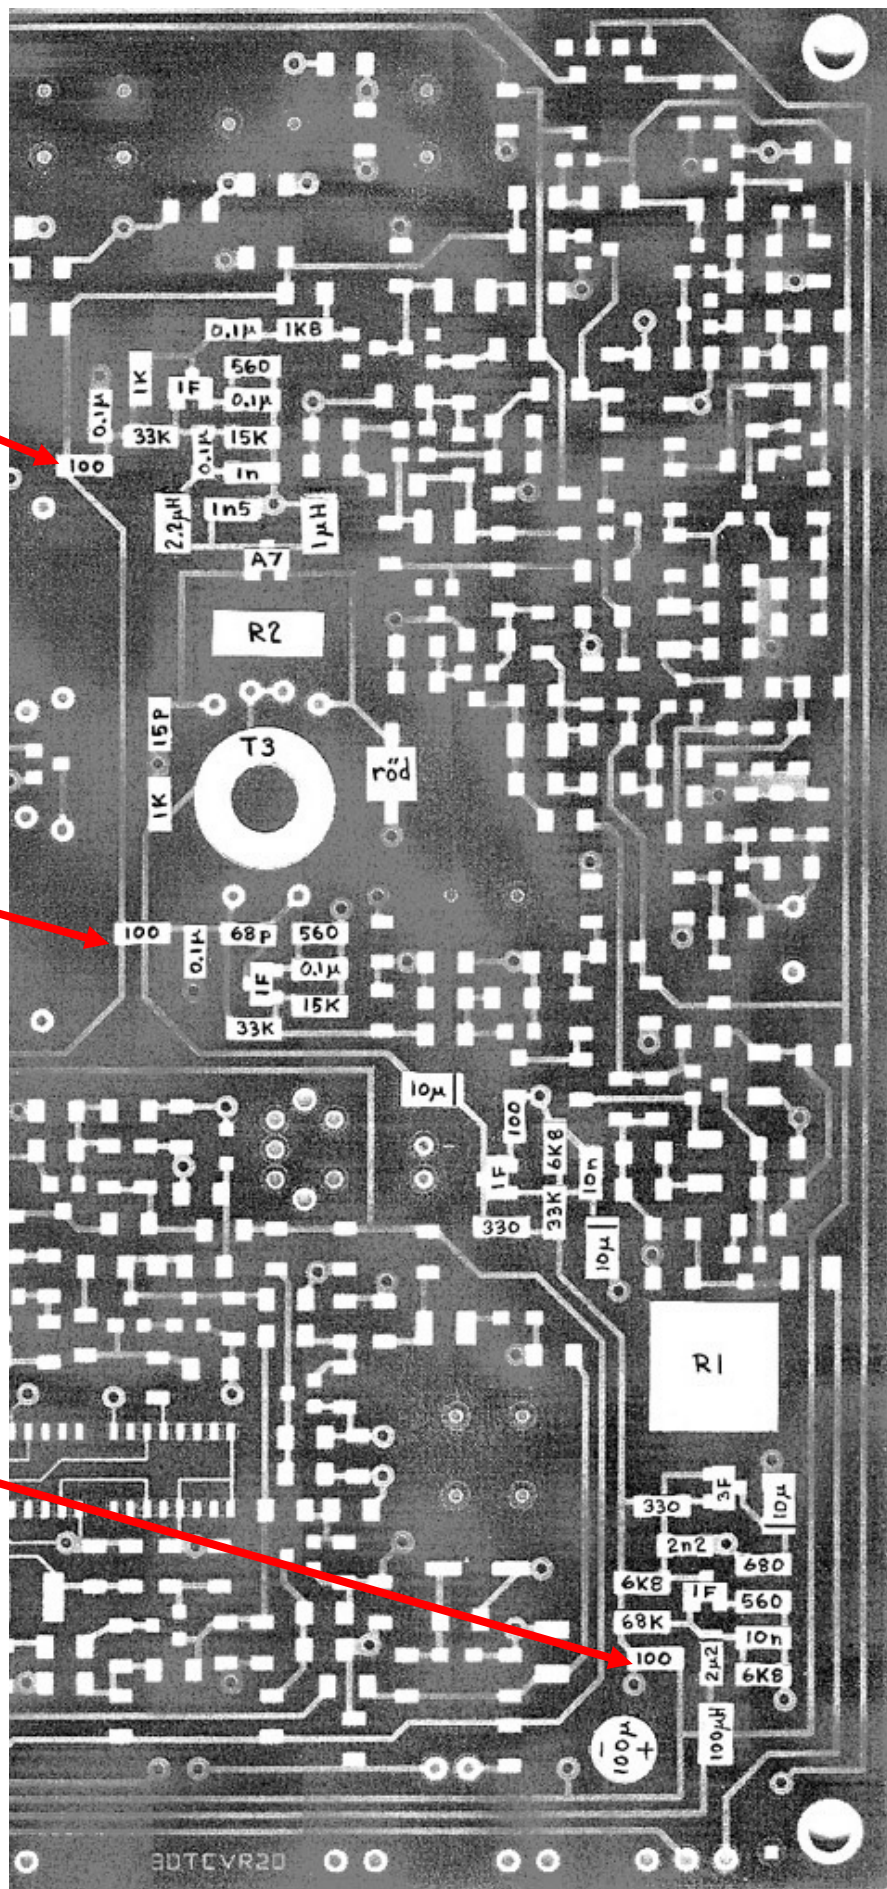 0.1µ 1K8
1K 560
1F 0.1µ
0.1µ 33K 0.1µ 15K
100 1n
2.2µH 1n5 1µH
A7
R2
15P
T3
röd
1K
100 0.1µ 68p 560
1F 0.1µ
15K
33K
10µ
100
6K8
1F 10n
33K
330
10µ
R1
3F 10µ
330
2n2 680
6K8 1F 560
68K
10n
100 2µ2 6K8
- 100µ + 100µH
3DTCVR20